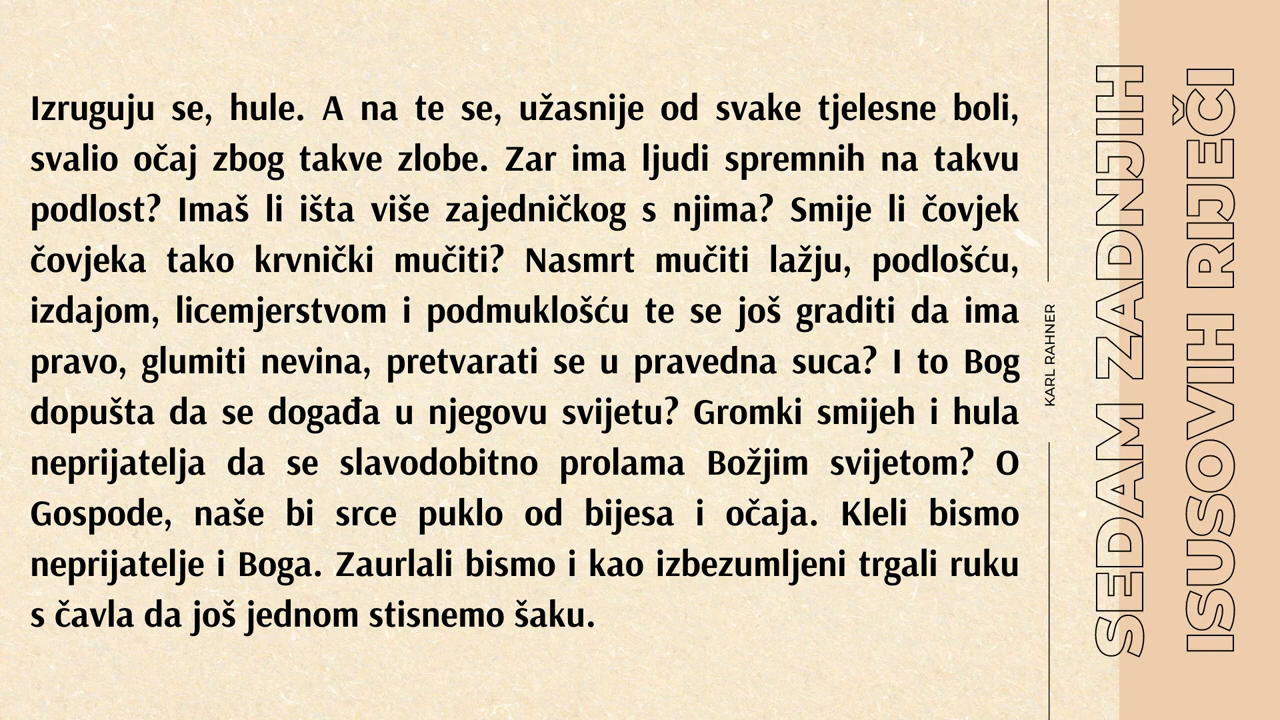 Izruguju se, hule. A na te se, užasnije od svake tjelesne boli,
svalio očaj zbog takve zlobe. Zar ima ljudi spremnih na takvu
podlost? Imaš li išta više zajedničkog s njima? Smije li čovjek
čovjeka tako krvnički mučiti? Nasmrt mučiti lažju, podlošću,
izdajom, licemjerstvom i podmuklošću te se još graditi da ima
pravo, glumiti nevina, pretvarati se u pravedna suca? I to Bog
dopušta da se događa u njegovu svijetu? Gromki smijeh i hula
neprijatelja da se slavodobitno prolama Božjim svijetom? O
Gospode, naše bi srce puklo od bijesa i očaja. Kleli bismo
neprijatelje i Boga. Zaurlali bismo i kao izbezumljeni trgali ruku
s čavla da još jednom stisnemo šaku.
KARL RAHNER
SEDAM ZADNJIH
ISUSOVIH RIJEČI